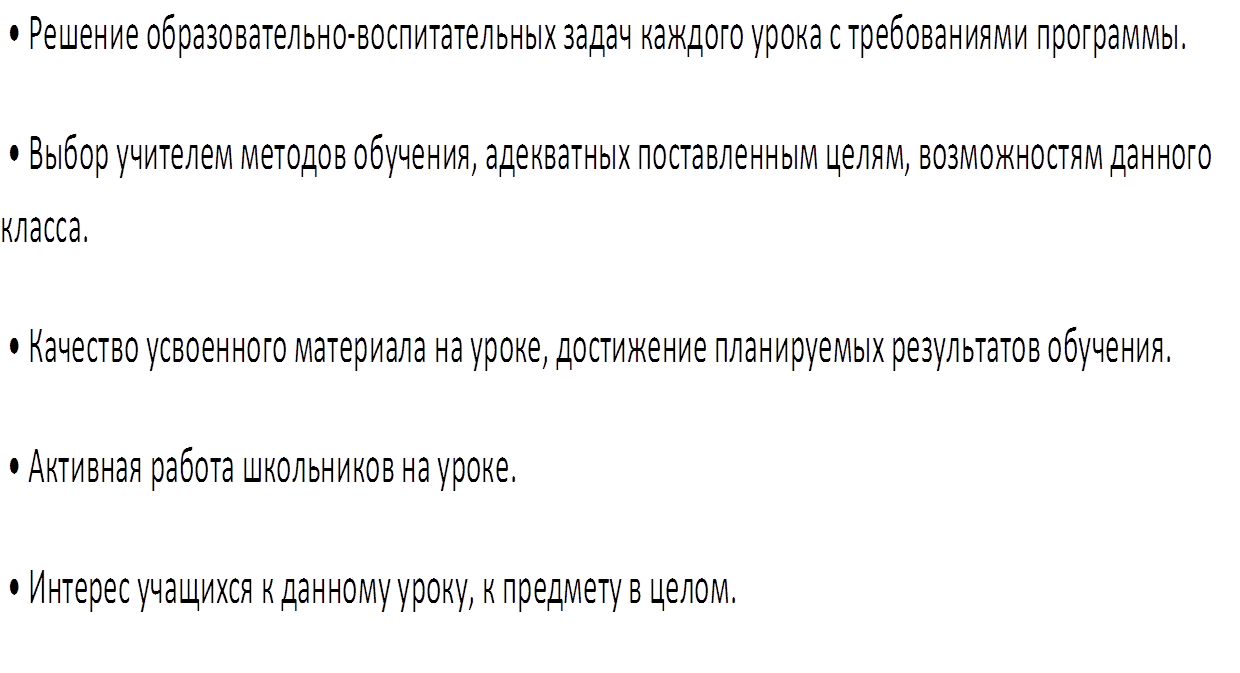 • Решение образовательно-воспитательных задач каждого урока с требованиями программы.
• Выбор учителем методов обучения, адекватных поставленным целям, возможностям данного
класса.
• Качество усвоенного материала на уроке, достижение планируемых результатов обучения.
• Активная работа школьников на уроке.
• Интерес учащихся к данному уроку, к предмету в целом.